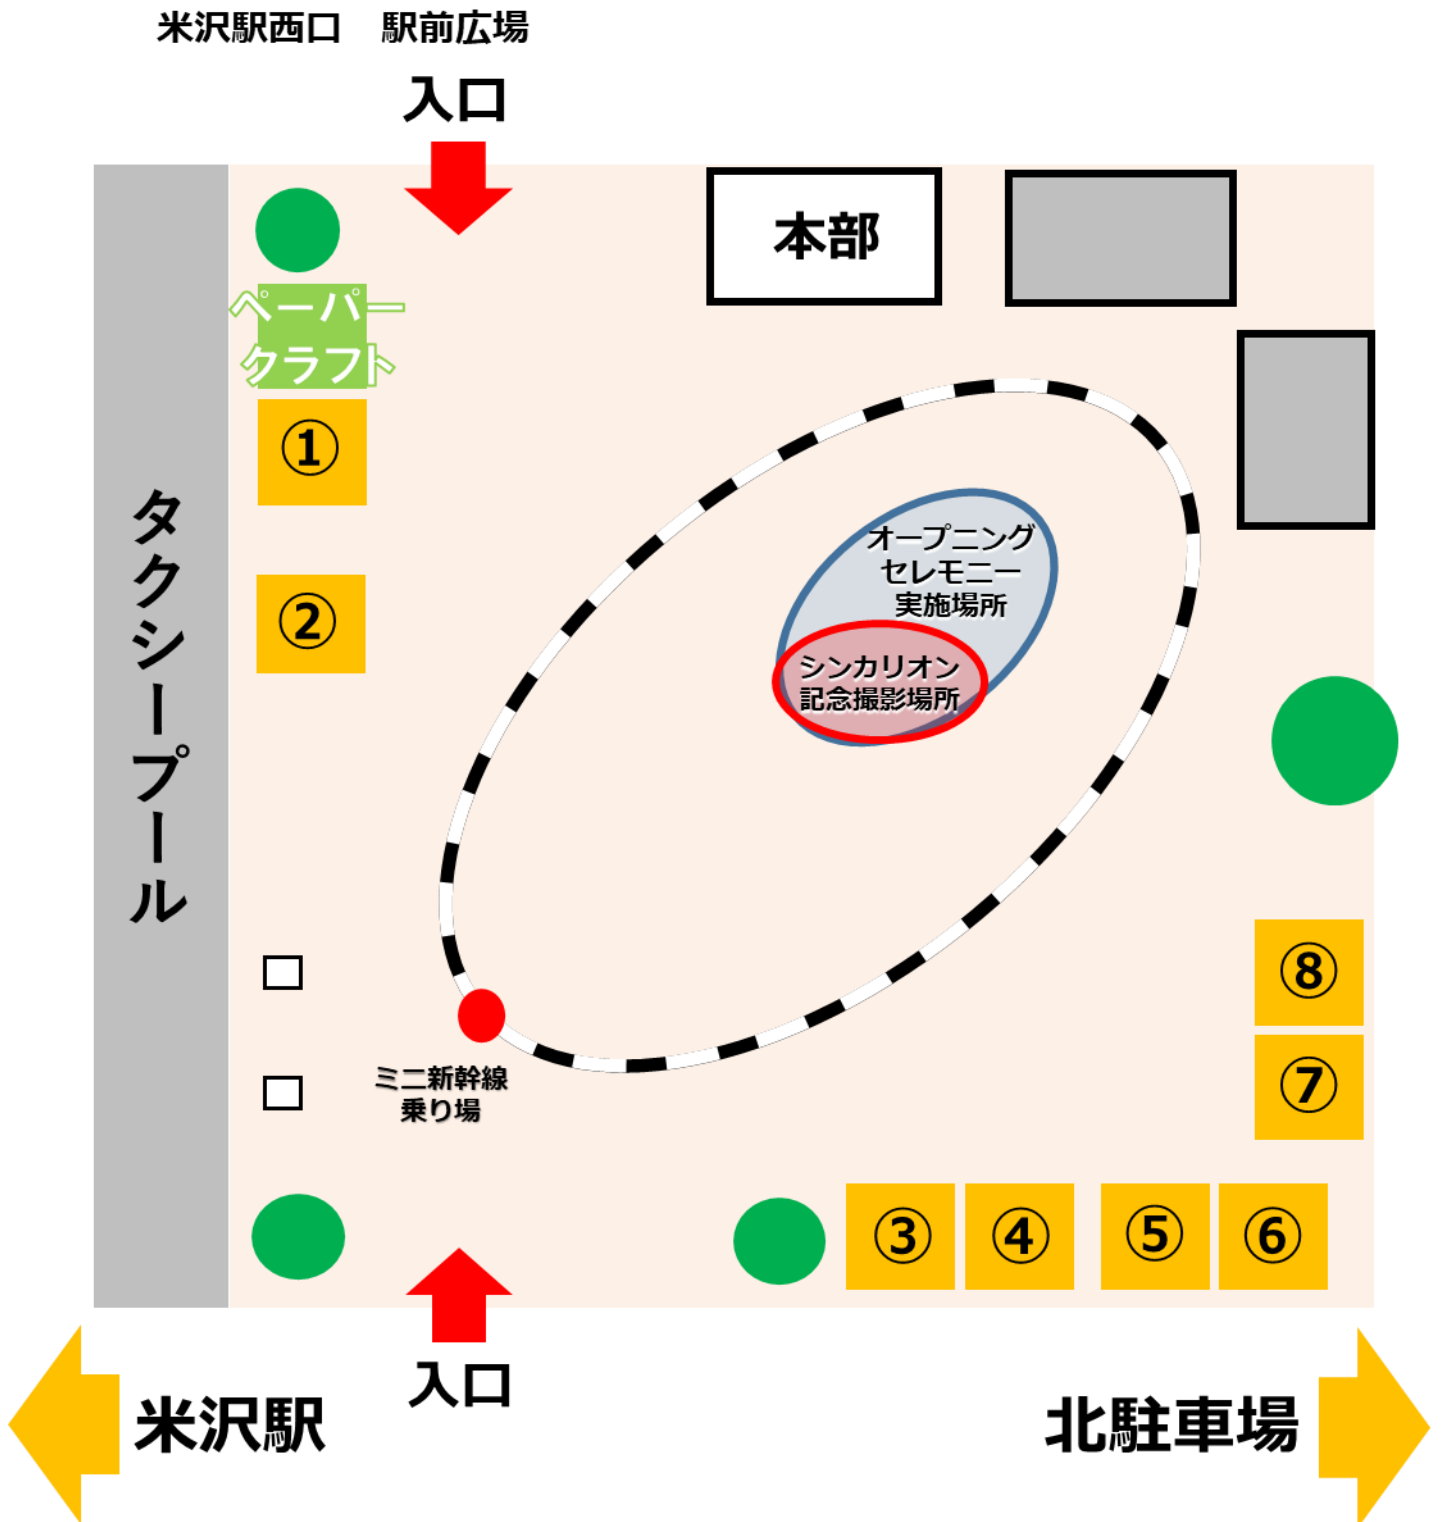 米沢駅西口　駅前広場
入口
本部
ペーパー
クラフト
①
②
タクシープール
オープニング
セレモニー
実施場所
シンカリオン
記念撮影場所
ミニ新幹線
乗り場
⑧
⑦
③
④
⑤
⑥
入口
米沢駅
北駐車場